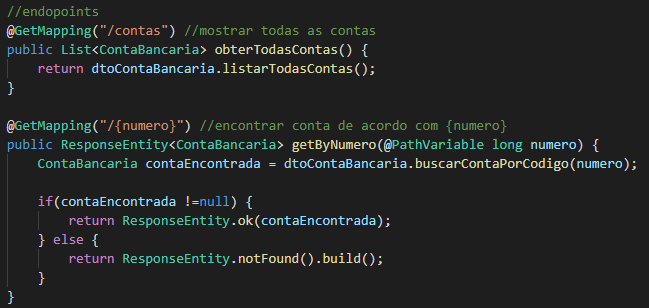 //endopoints
@GetMapping("/contas") //mostrar todas as contas
public List<ContaBancaria> obterTodasContas() {
    return dtoContaBancaria.listarTodasContas();
}

@GetMapping("/{numero}") //encontrar conta de acordo com {numero}
public ResponseEntity<ContaBancaria> getByNumero(@PathVariable long numero) {
    ContaBancaria contaEncontrada = dtoContaBancaria.buscarContaPorCodigo(numero);

    if(contaEncontrada !=null) {
        return ResponseEntity.ok(contaEncontrada);
    } else {
        return ResponseEntity.notFound().build();
    }
}